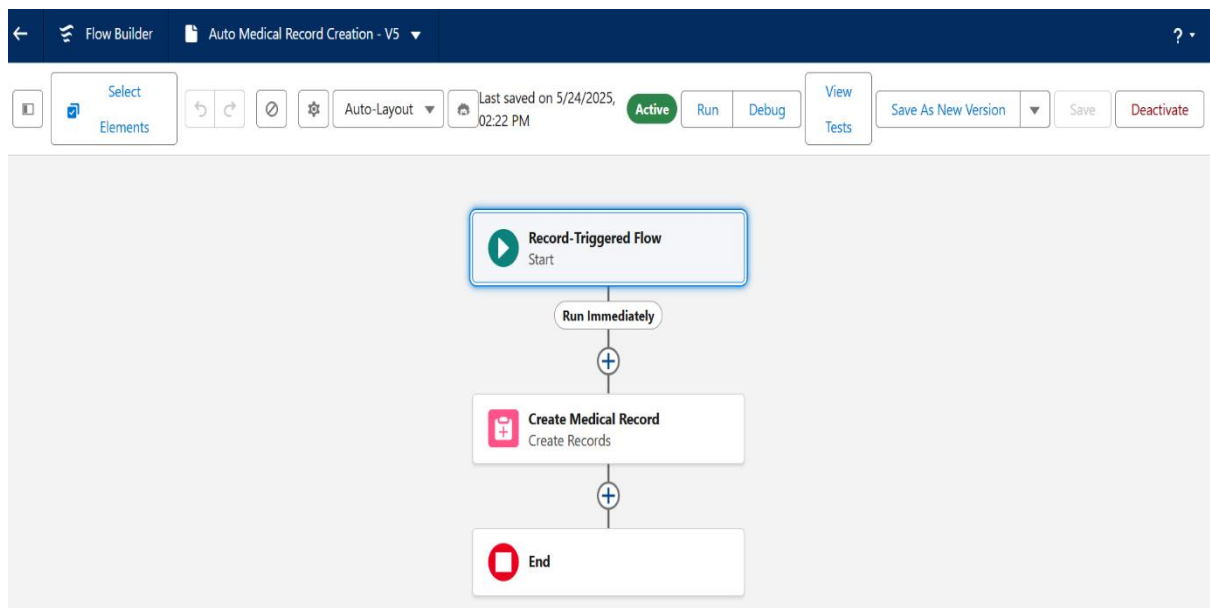 Flow Builder
Auto Medical Record Creation - V5
?
Select
Elements
Auto-Layout
Last saved on 5/24/2025,
02:22 PM
Active
Run
Debug
View
Tests
Save As New Version
Save
Deactivate
Record-Triggered Flow
Start
Run Immediately
Create Medical Record
Create Records
End